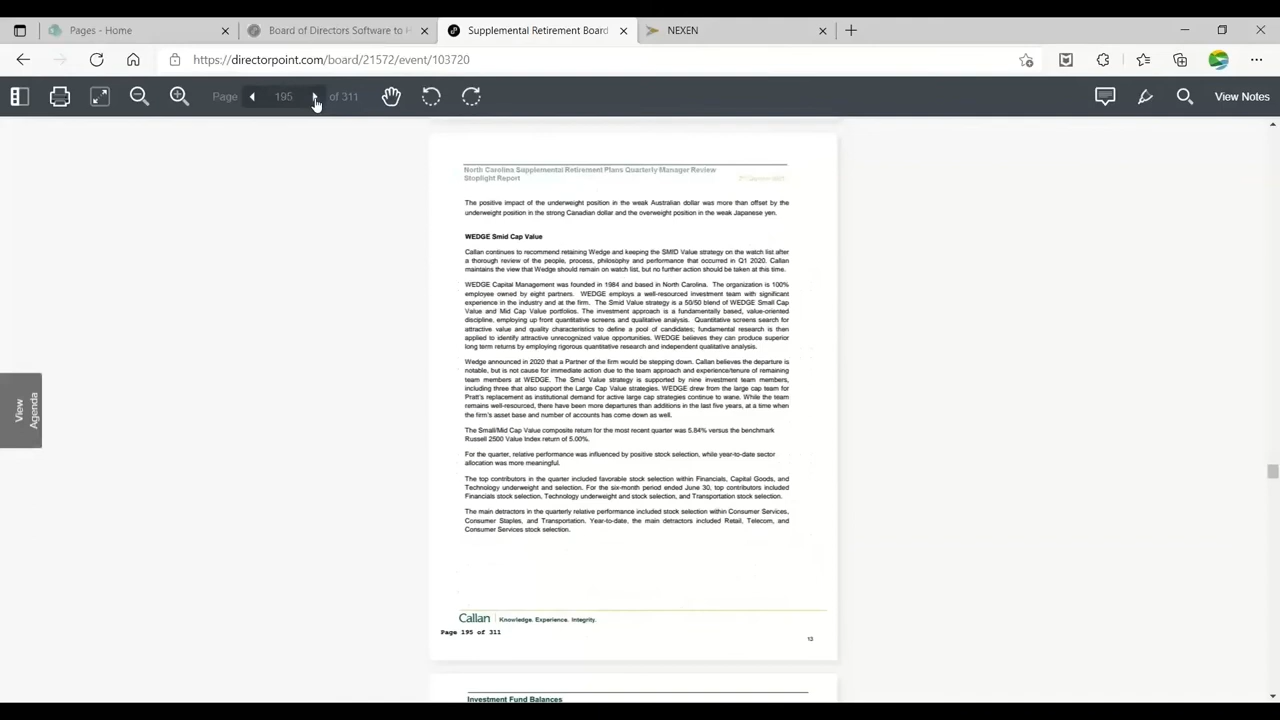 Pages - Home
Board of Directors Software to H
Supplemental Retirement Board
NEXEN
https://directorpoint.com/board/21572/event/103720
Page 195 of 311
View Notes
North Carolina Supplemental Retirement Plans Quarterly Manager Review
Stoplight Report
The positive impact of the underweight position in the weak Australian dollar was more than offset by the
underweight position in the strong Canadian dollar and the overweight position in the weak Japanese yen.
WEDGE Smid Cap Value
Callan continues to recommend retaining Wedge and keeping the SMID Value strategy on the watch list after
a thorough review of the people, process, philosophy and performance that occurred in Q1 2020. Callan
maintains the view that Wedge should remain on watch list, but no further action should be taken at this time.
WEDGE Capital Management was founded in 1984 and based in North Carolina. The organization is 100%
employee owned by eight partners. WEDGE employs a well-resourced investment team with significant
experience in the industry and at the firm. The Smid Value strategy is a 50/50 blend of WEDGE Small Cap
Value and Mid Cap Value portfolios. The investment approach is a fundamentally based, value-oriented
discipline, employing up front quantitative screens and qualitative analysis. Quantitative screens search for
attractive value and quality characteristics to define a pool of candidates; fundamental research is then
applied to identify attractive unrecognized value opportunities. WEDGE believes they can produce superior
long term returns by employing rigorous quantitative research and independent qualitative analysis.
Wedge announced in 2020 that a Partner of the firm would be stepping down. Callan believes the departure is
notable, but is not cause for immediate action due to the team approach and experience/tenure of remaining
team members at WEDGE. The Smid Value strategy is supported by nine investment team members,
including three that also support the Large Cap Value strategies. WEDGE drew from the large cap team for
Pratt's replacement as institutional demand for active large cap strategies continue to wane. While the team
remains well-resourced, there have been more departures than additions in the last five years, at a time when
the firm's asset base and number of accounts has come down as well.
The Small/Mid Cap Value composite return for the most recent quarter was 5.84% versus the benchmark
Russell 2500 Value Index return of 5.00%.
For the quarter, relative performance was influenced by positive stock selection, while year-to-date sector
allocation was more meaningful.
The top contributors in the quarter included favorable stock selection within Financials, Capital Goods, and
Technology underweight and selection. For the six-month period ended June 30, top contributors included
Financials stock selection, Technology underweight and stock selection, and Transportation stock selection.
The main detractors in the quarterly relative performance included stock selection within Consumer Services,
Consumer Staples, and Transportation. Year-to-date, the main detractors included Retail, Telecom, and
Consumer Services stock selection.
Callan Knowledge. Experience. Integrity.
Page 195 of 311
13
Investment Fund Balances
View
Agenda